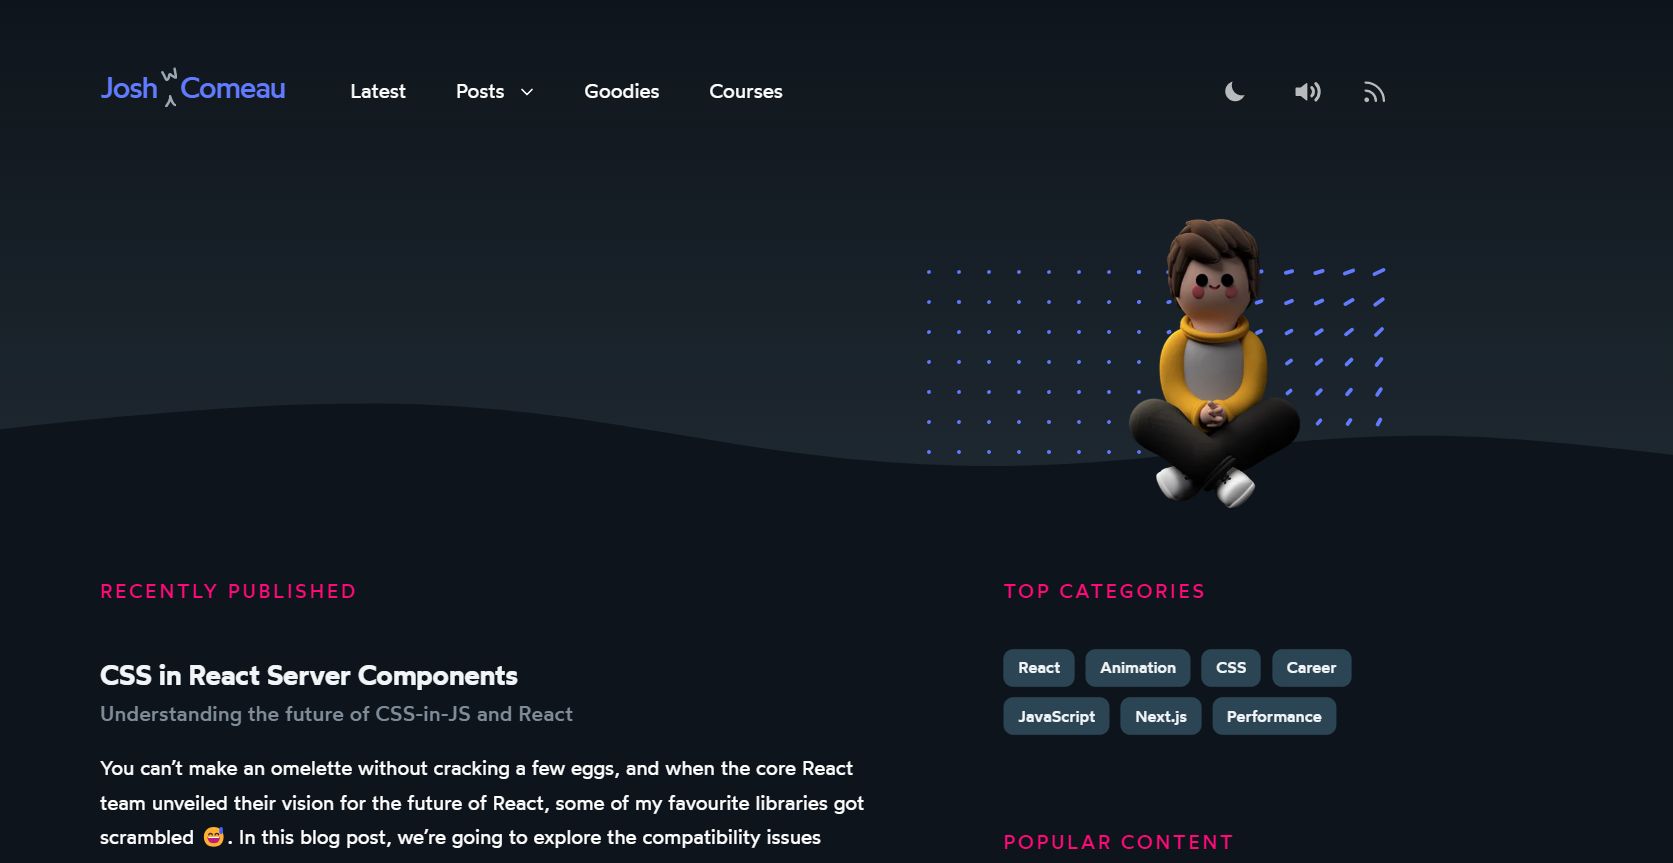 Josh W Comeau
Latest
Posts
Goodies
Courses
RECENTLY PUBLISHED
CSS in React Server Components
Understanding the future of CSS-in-JS and React
You can’t make an omelette without cracking a few eggs, and when the core React
team unveiled their vision for the future of React, some of my favourite libraries got
scrambled 😅. In this blog post, we’re going to explore the compatibility issues
TOP CATEGORIES
React
Animation
CSS
Career
JavaScript
Next.js
Performance
POPULAR CONTENT